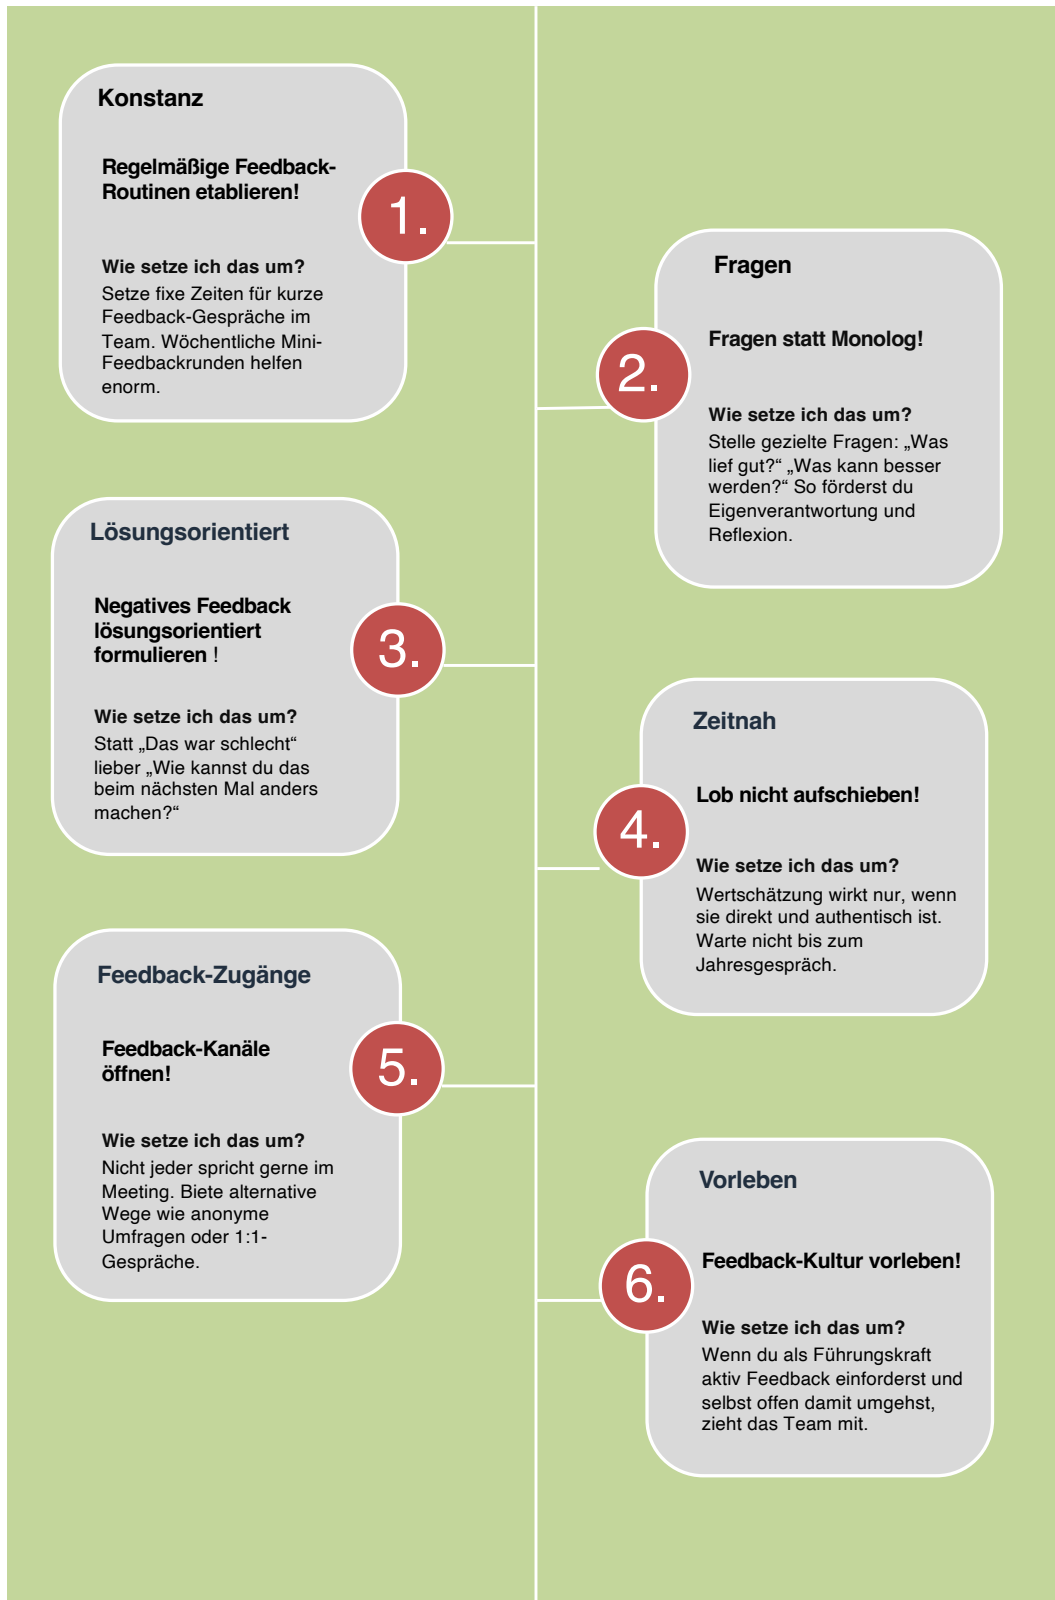 Konstanz
Regelmäßige Feedback-
Routinen etablieren!
Wie setze ich das um?
Setze fixe Zeiten für kurze
Feedback-Gespräche im
Team. Wöchentliche Mini-
Feedbackrunden helfen
enorm.
1.
Fragen
Fragen statt Monolog!
2.
Wie setze ich das um?
Stelle gezielte Fragen: „Was
lief gut?“ „Was kann besser
werden?“ So förderst du
Eigenverantwortung und
Reflexion.
Lösungsorientiert
Negatives Feedback
lösungsorientiert
formulieren !
3.
Wie setze ich das um?
Statt „Das war schlecht“
lieber „Wie kannst du das
beim nächsten Mal anders
machen?“
Zeitnah
Lob nicht aufschieben!
4.
Wie setze ich das um?
Wertschätzung wirkt nur, wenn
sie direkt und authentisch ist.
Warte nicht bis zum
Jahresgespräch.
Feedback-Zugänge
Feedback-Kanäle
öffnen!
5.
Wie setze ich das um?
Nicht jeder spricht gerne im
Meeting. Biete alternative
Wege wie anonyme
Umfragen oder 1:1-
Gespräche.
Vorleben
Feedback-Kultur vorleben!
6.
Wie setze ich das um?
Wenn du als Führungskraft
aktiv Feedback einforderst und
selbst offen damit umgehst,
zieht das Team mit.